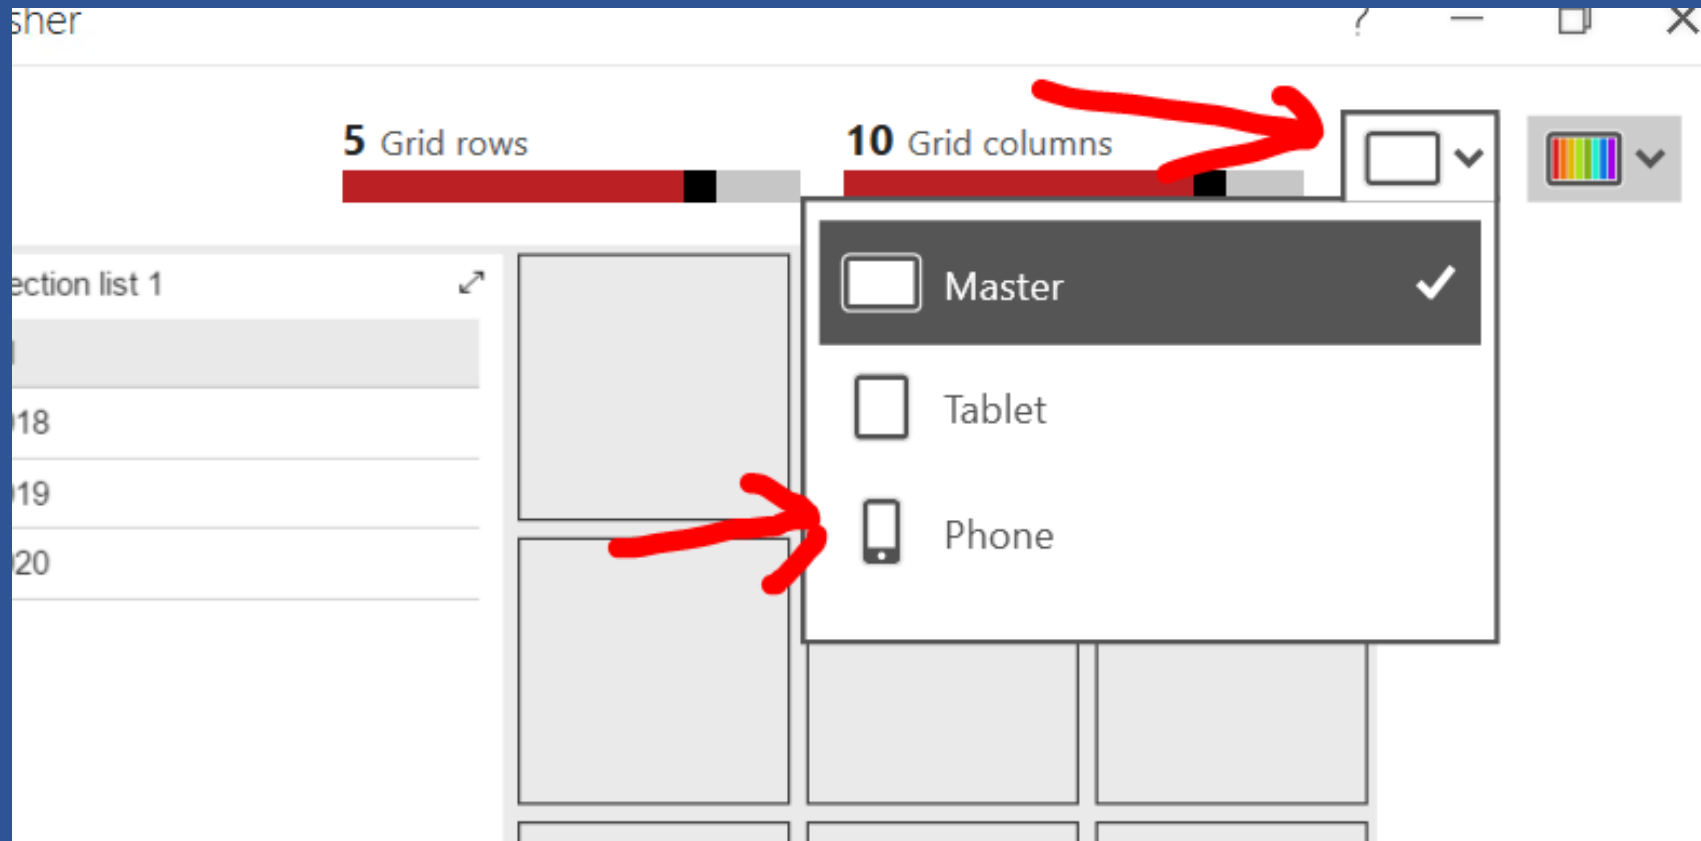 sher
?
5 Grid rows
10 Grid columns
ection list 1
Master
Tablet
Phone
18
19
20